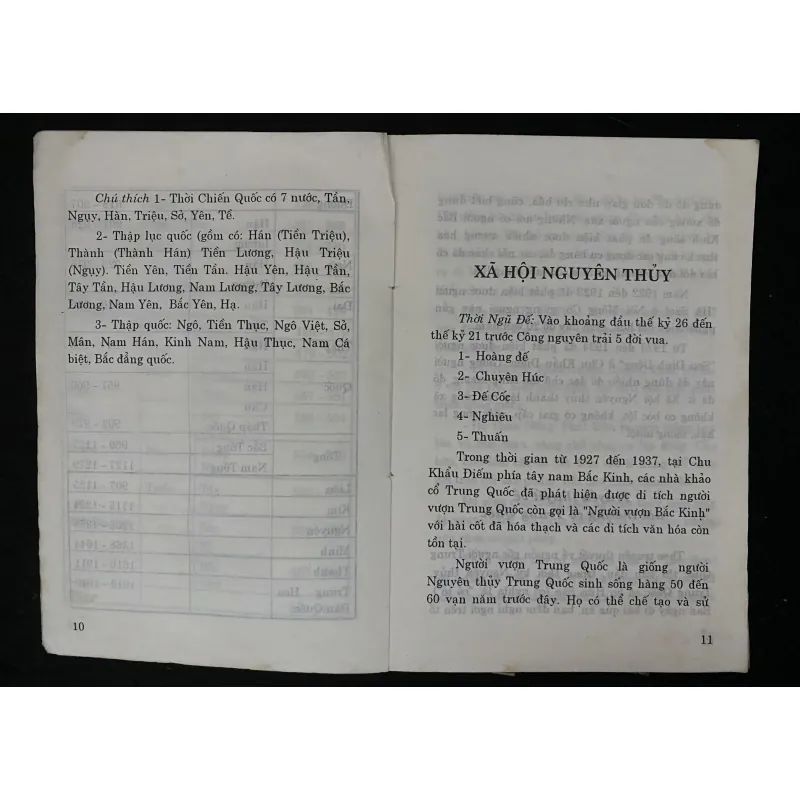 Chú thích 1- Thời Chiến Quốc có 7 nước, Tần,
Ngụy, Hàn, Triệu, Sở, Yên, Tề.
2- Thập lục quốc (gồm có: Hán (Tiền Triệu),
Thành (Thành Hán) Tiền Lương, Hậu Triệu
(Ngụy). Tiền Yên, Tiền Tần. Hậu Yên, Hậu Tần,
Tây Tần, Hậu Lương, Nam Lương, Tây Lương, Bắc
Lương, Nam Yên, Bắc Yên, Hạ.
3- Thập quốc: Ngô, Tiền Thục, Ngô Việt, Sở,
Mân, Nam Hán, Kinh Nam, Hậu Thục, Nam Cá
biệt, Bắc đẳng quốc.
10
XÃ HỘI NGUYÊN THỦY
Thời Ngũ Đế: Vào khoảng đầu thế kỷ 26 đến
thế kỷ 21 trước Công nguyên trải 5 đời vua.
1- Hoàng đế
2- Chuyên Húc
3- Đế Cốc
4- Nghiêu
5- Thuấn
Trong thời gian từ 1927 đến 1937, tại Chu
Khẩu Điếm phía tây nam Bắc Kinh, các nhà khảo
cổ Trung Quốc đã phát hiện được di tích người
vượn Trung Quốc còn gọi là "Người vượn Bắc Kinh"
với hài cốt đã hóa thạch và các di tích văn hóa còn
tồn tại.
Người vượn Trung Quốc là giống người
Nguyên thủy Trung Quốc sinh sống hàng 50 đến
60 vạn năm trước đây. Họ có thể chế tạo và sử
11